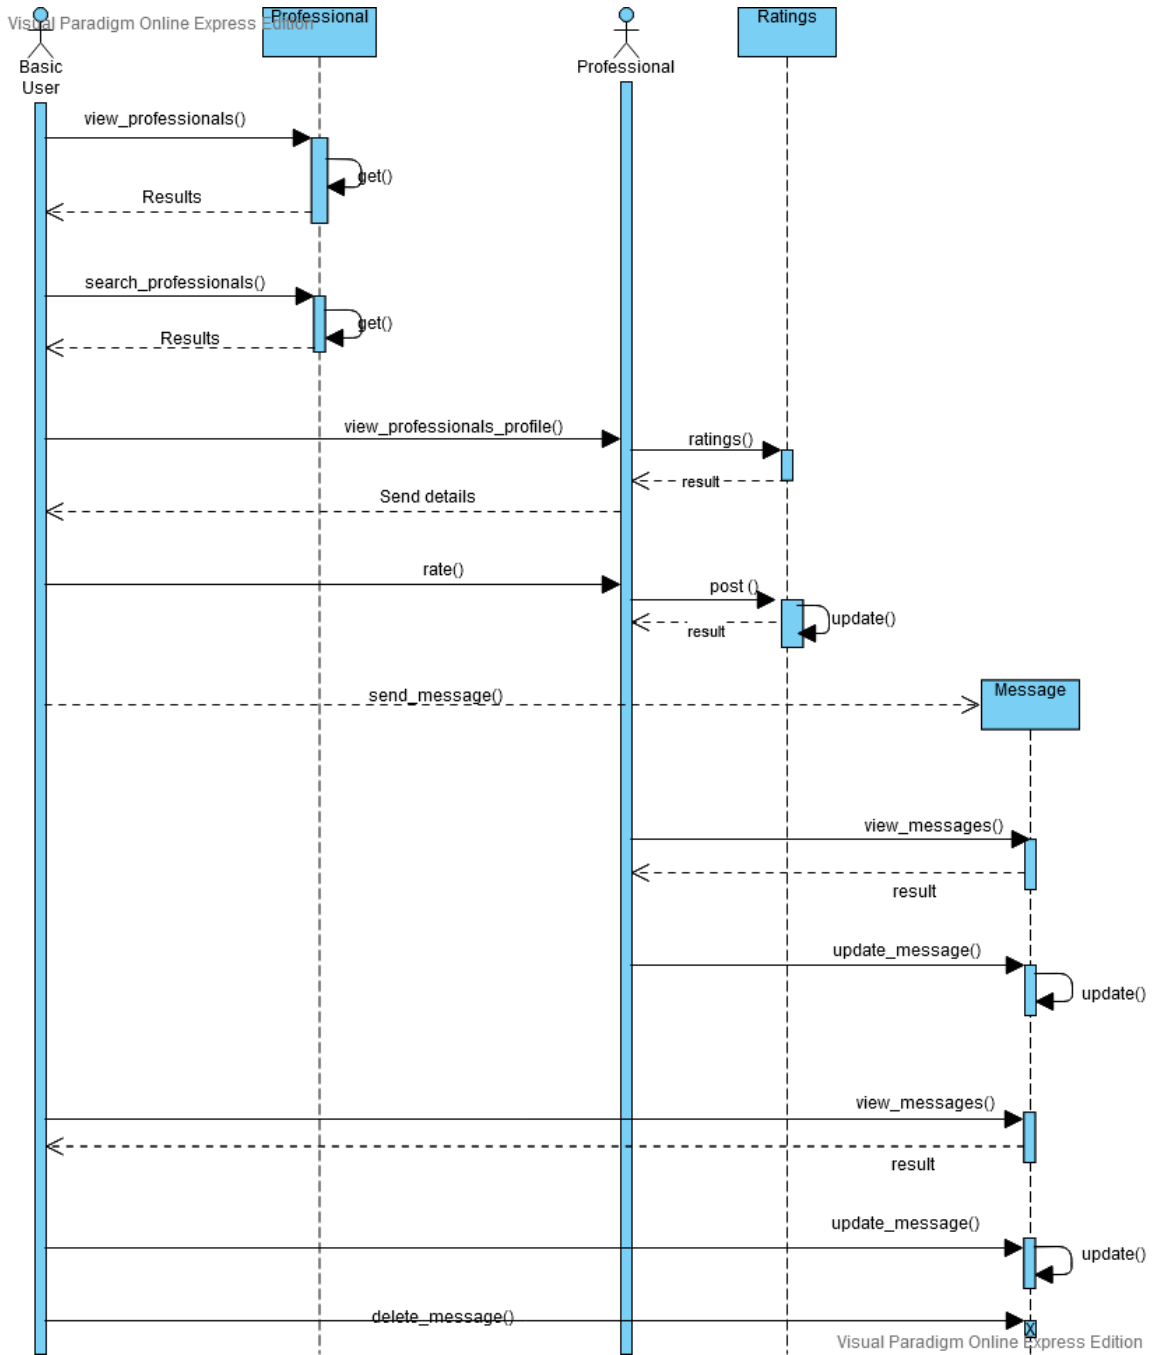 Visual Paradigm Online Express Edition
Professional
Ratings
Basic
User
Professional
view_professionals()
get()
Results
search_professionals()
get()
Results
view_professionals_profile()
ratings()
result
Send details
rate()
post ()
update()
result
send_message()
Message
view_messages()
result
update_message()
update()
view_messages()
result
update_message()
update()
delete_message()
Visual Paradigm Online Express Edition